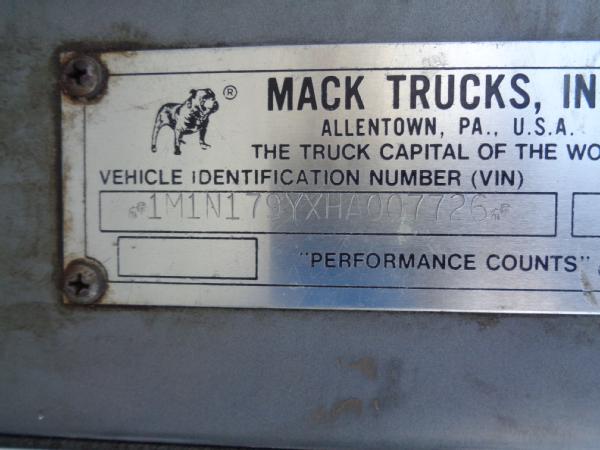 ®
MACK TRUCKS, IN
ALLENTOWN, PA., U.S.A.
THE TRUCK CAPITAL OF THE WO
VEHICLE IDENTIFICATION NUMBER (VIN)
1M1N179YXHA007726
"PERFORMANCE COUNTS"